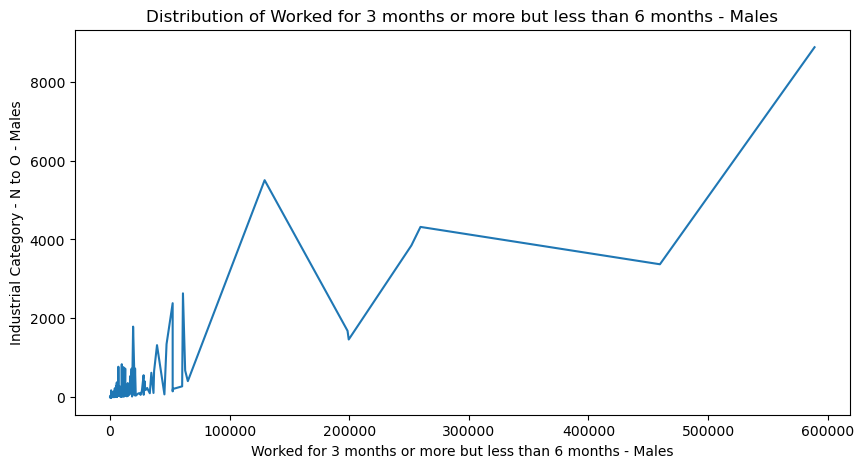 Distribution of Worked for 3 months or more but less than 6 months - Males
8000
6000
4000
2000
0
Industrial Category - N to O - Males
0 100000 200000 300000 400000 500000 600000
Worked for 3 months or more but less than 6 months - Males